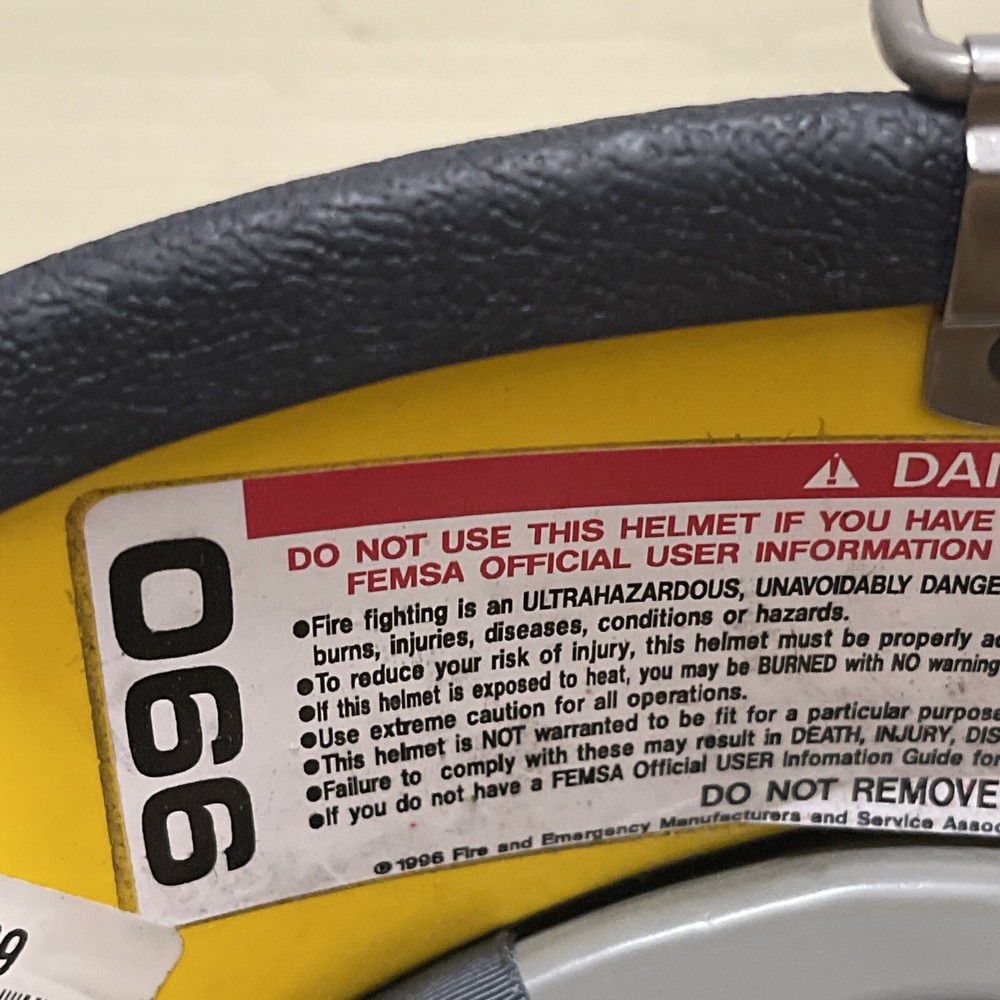 DAN
DO NOT USE THIS HELMET IF YOU HAVE
FEMSA OFFICIAL USER INFORMATION
●Fire fighting is an ULTRAHAZARDOUS, UNAVOIDABLY DANGE
burns, injuries, diseases, conditions or hazards.
●To reduce your risk of injury, this helmet must be properly ad
●If this helmet is exposed to heat, you may be BURNED with NO warning
●Use extreme caution for all operations.
●This helmet is NOT warranted to be fit for a particular purpos
●Failure to comply with these may result in DEATH, INJURY, DIS
●If you do not have a FEMSA Official USER Infomation Guide for
DO NOT REMOVE
© 1996 Fire and Emergency Manufacturers and Service Assoc
066
9